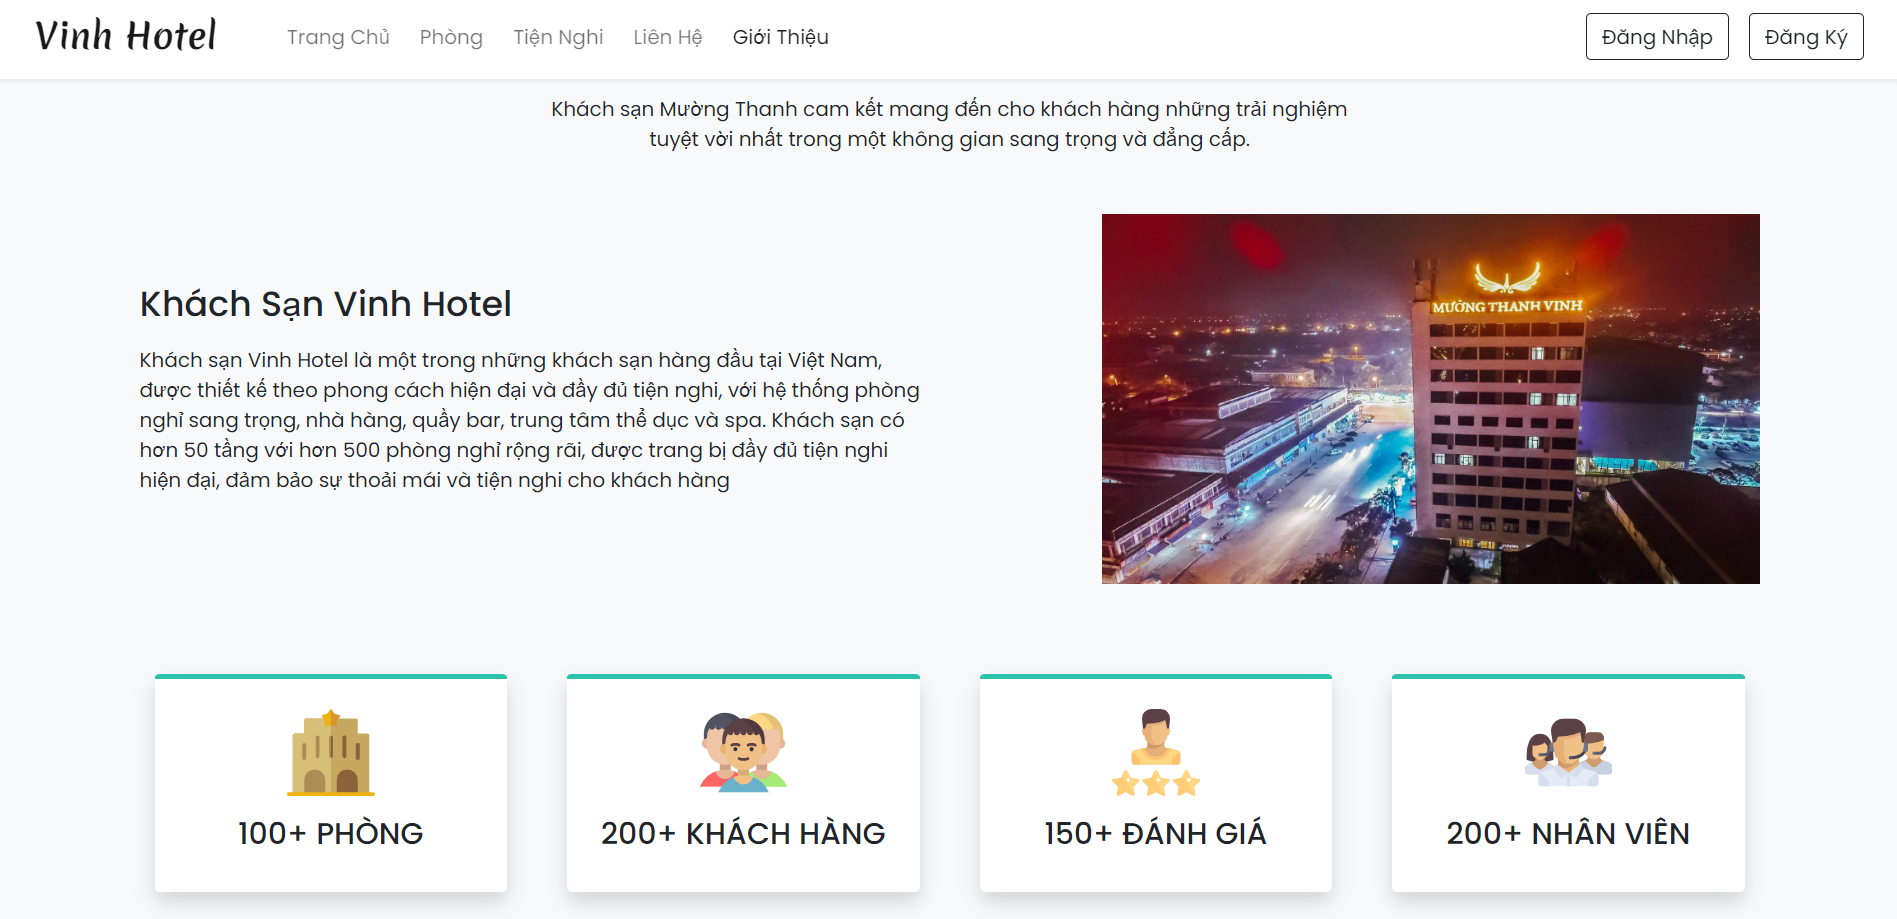 Vinh Hotel
Trang Chủ
Phòng
Tiện Nghi
Liên Hệ
Giới Thiệu
Đăng Nhập
Đăng Ký
Khách sạn Mường Thanh cam kết mang đến cho khách hàng những trải nghiệm
tuyệt vời nhất trong một không gian sang trọng và đẳng cấp.
Khách Sạn Vinh Hotel
Khách sạn Vinh Hotel là một trong những khách sạn hàng đầu tại Việt Nam,
được thiết kế theo phong cách hiện đại và đầy đủ tiện nghi, với hệ thống phòng
nghỉ sang trọng, nhà hàng, quầy bar, trung tâm thể dục và spa. Khách sạn có
hơn 50 tầng với hơn 500 phòng nghỉ rộng rãi, được trang bị đầy đủ tiện nghi
hiện đại, đảm bảo sự thoải mái và tiện nghi cho khách hàng
MƯỜNG THANH VINH
100+ PHÒNG
200+ KHÁCH HÀNG
150+ ĐÁNH GIÁ
200+ NHÂN VIÊN